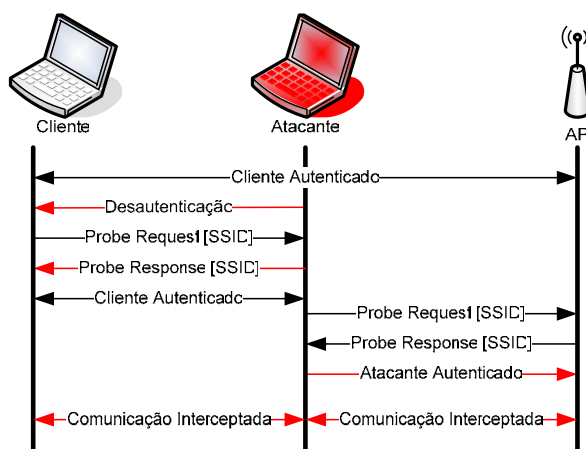 Cliente
Atacante
AP
Cliente Autenticado
Desautenticação
Probe Request [SSID]
Probe Response [SSID]
Cliente Autenticado
Probe Request [SSID]
Probe Response [SSID]
Atacante Autenticado
Comunicação Interceptada
Comunicação Interceptada